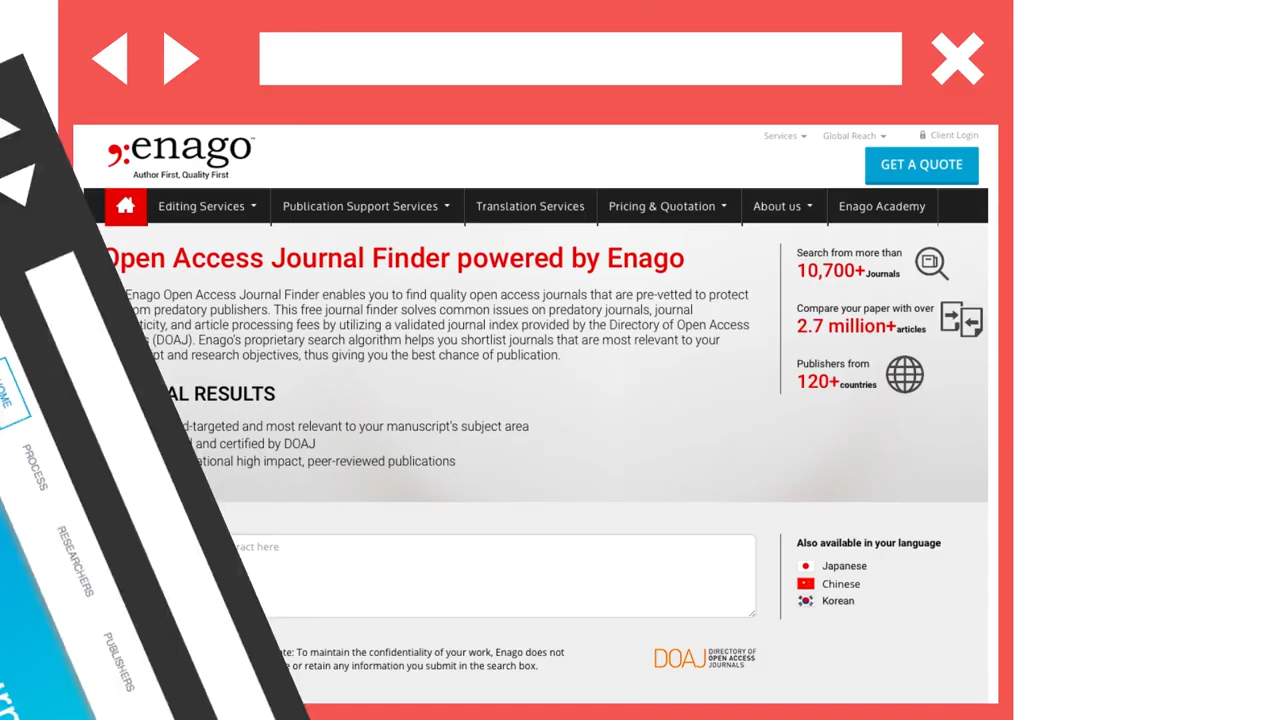 Services
Global Reach
Client Login
enago™
Author First, Quality First
GET A QUOTE
Editing Services
Publication Support Services
Translation Services
Pricing & Quotation
About us
Enago Academy
Open Access Journal Finder powered by Enago
Enago Open Access Journal Finder enables you to find quality open access journals that are pre-vetted to protect
predatory publishers. This free journal finder solves common issues on predatory journals, journal
and article processing fees by utilizing a validated journal index provided by the Directory of Open Access
(DOAJ). Enago's proprietary search algorithm helps you shortlist journals that are most relevant to your
and research objectives, thus giving you the best chance of publication.
RESULTS
-targeted and most relevant to your manuscript's subject area
and certified by DOAJ
high impact, peer-reviewed publications
Search from more than
10,700+ Journals
Compare your paper with over
2.7 million+ articles
Publishers from
120+ countries
here
Also available in your language
Japanese
Chinese
Korean
To maintain the confidentiality of your work, Enago does not
or retain any information you submit in the search box.
DOAJ DIRECTORY OF
OPEN ACCESS
JOURNALS
HOME
PROCESS
RESEARCHERS
PUBLISHERS